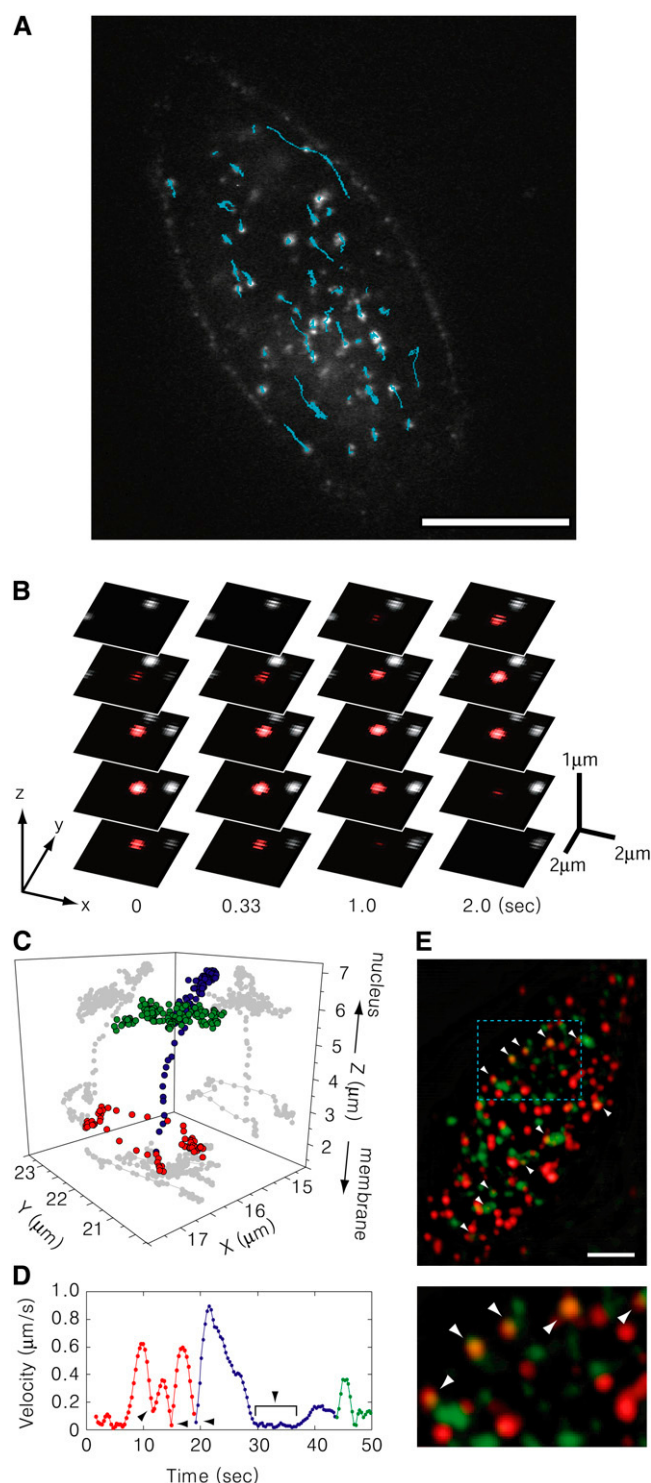 A
B
z
y
x
0
0.33
1.0
2.0 (sec)
1μm
2μm
2μm
C
7
6
5
4
3
2
nucleus
Z (μm)
membrane
23
22
21
Y (μm)
17
16
15
X (μm)
D
1.0
0.8
0.6
0.4
0.2
0
Velocity (μm/s)
0
10
20
30
40
50
Time (sec)
E